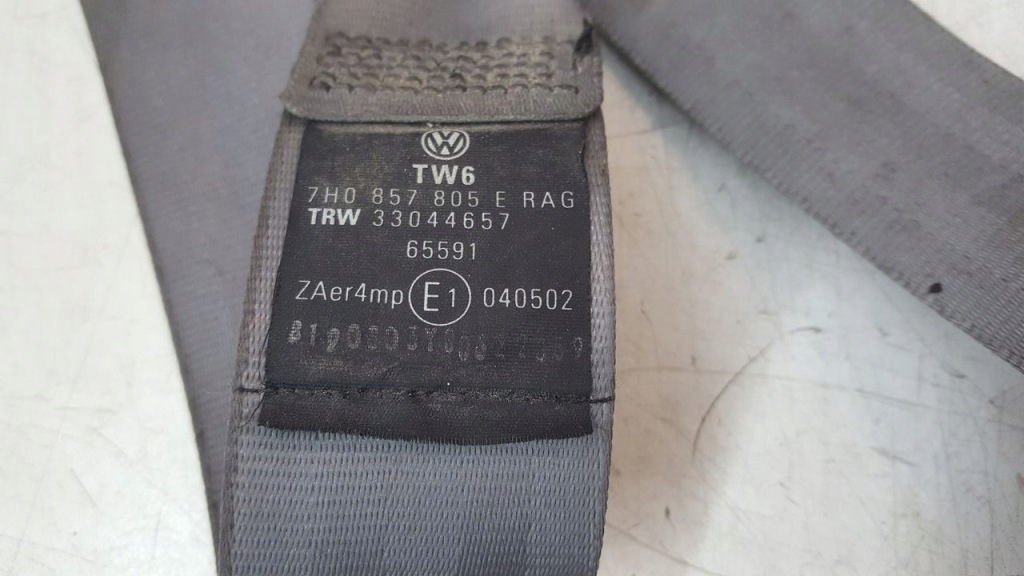 TW6
7H0 857 805 E RAG
TRW 33044657
65591
ZAer4mp E1 040502